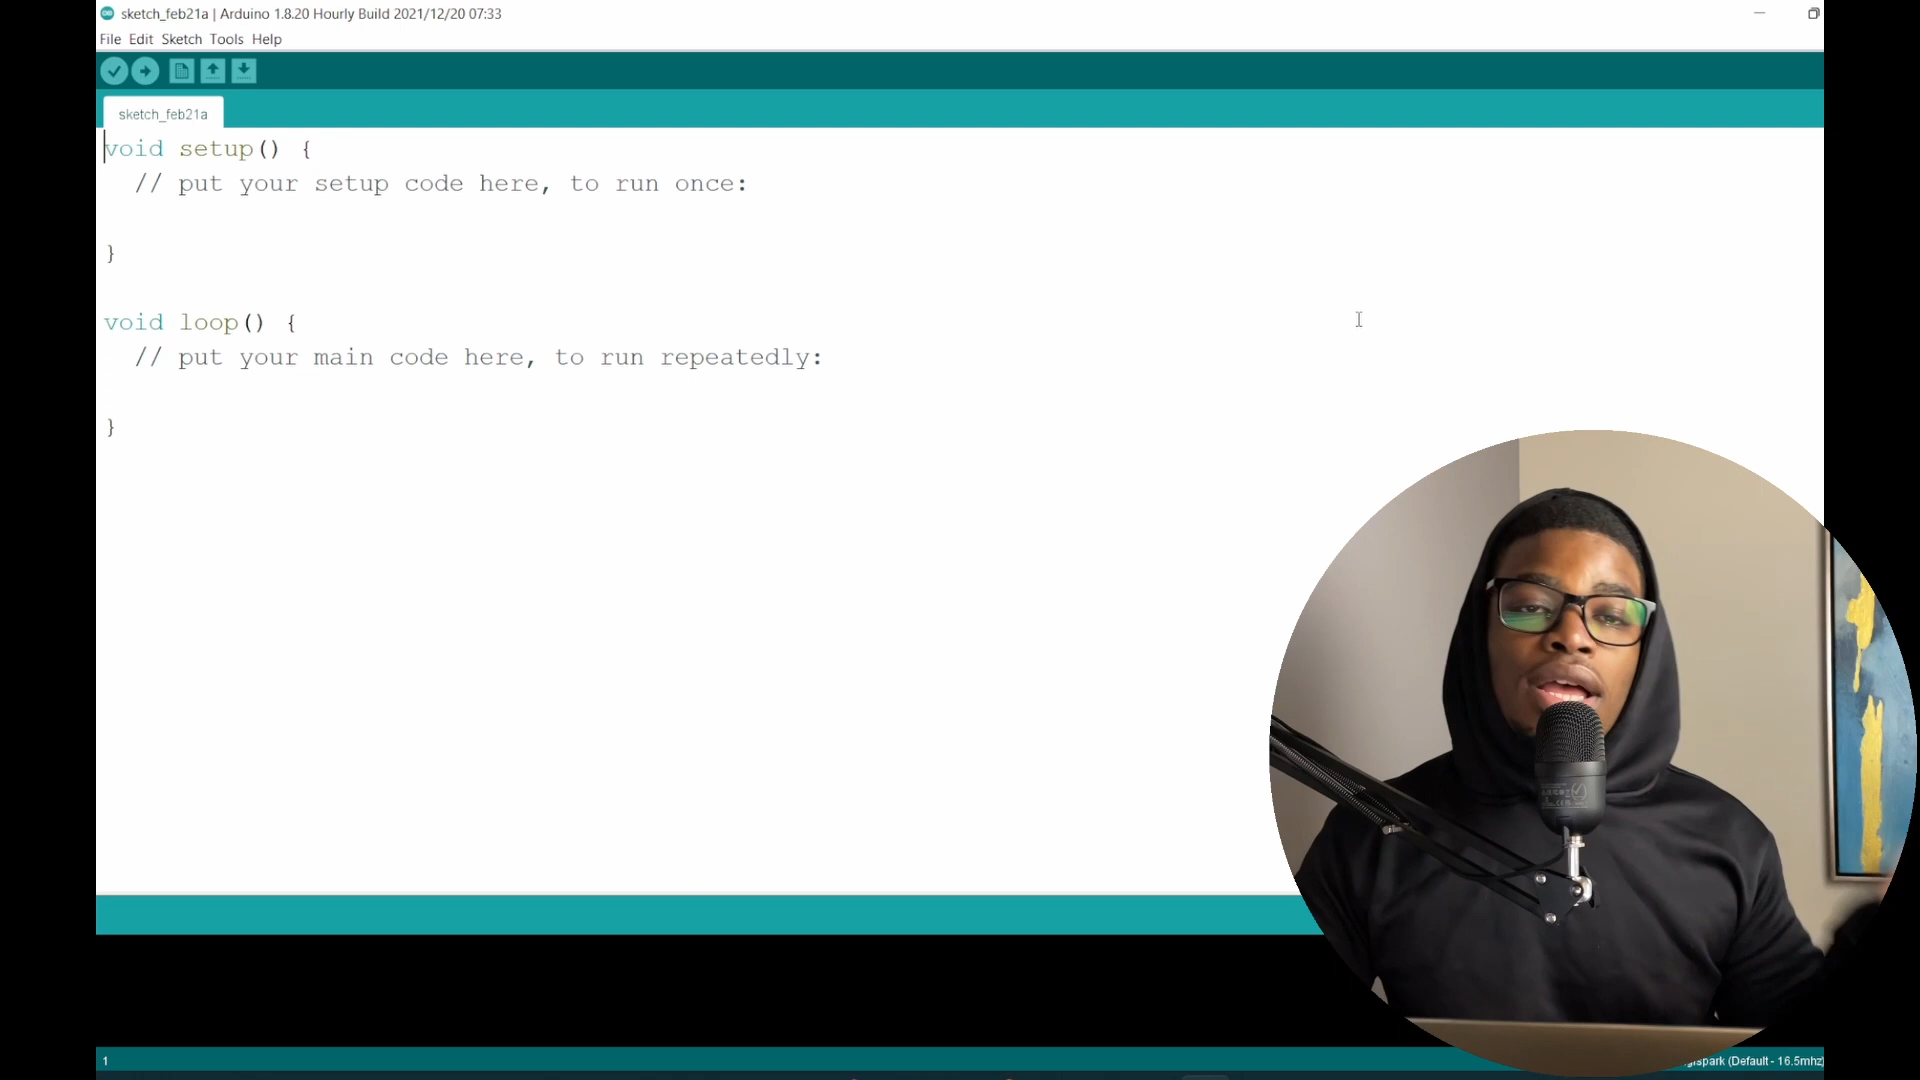 sketch_feb21a | Arduino 1.8.20 Hourly Build 2021/12/20 07:33
File Edit Sketch Tools Help
sketch_feb21a
void setup() {
  // put your setup code here, to run once:
}
void loop() {
  // put your main code here, to run repeatedly:
}
1
(Default - 16.5mhz)